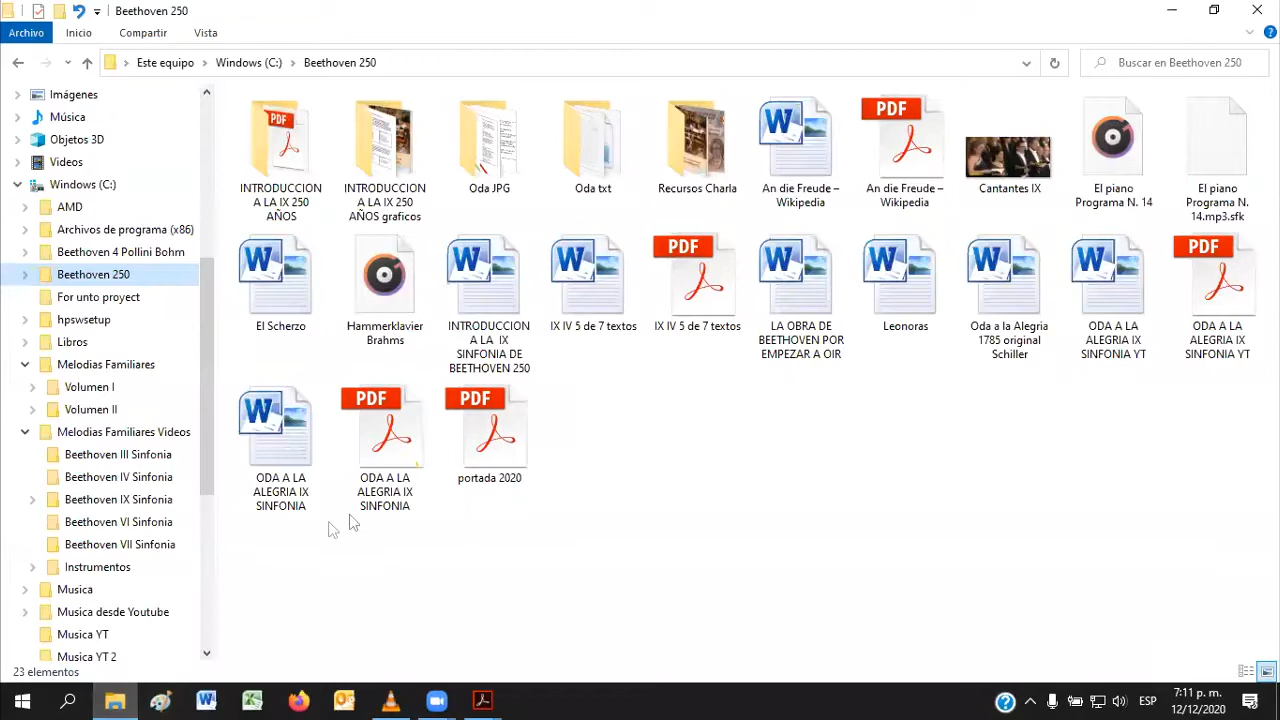 Beethoven 250
Archivo Inicio Compartir Vista
Este equipo Windows (C:) Beethoven 250
Buscar en Beethoven 250
Imágenes
Música
Objetos 3D
Videos
Windows (C:)
AMD
Archivos de programa (x86)
Beethoven 4 Pollini Bohm
Beethoven 250
For unto proyect
hpswsetup
Libros
Melodias Familiares
Volumen I
Volumen II
Melodias Familiares Videos
Beethoven III Sinfonia
Beethoven IV Sinfonia
Beethoven IX Sinfonia
Beethoven VI Sinfonia
Beethoven VII Sinfonia
Instrumentos
Musica
Musica desde Youtube
Musica YT
Musica YT 2
PDF
INTRODUCCION
A LA IX 250
AÑOS
INTRODUCCION
A LA IX 250
AÑOS graficos
Oda JPG
Oda txt
Recursos Charla
W
An die Freude –
Wikipedia
PDF
An die Freude –
Wikipedia
Cantantes IX
El piano
Programa N. 14
El piano
Programa N.
14.mp3.sfk
W
El Scherzo
Hammerklavier
Brahms
W
INTRODUCCION
A LA IX
SINFONIA DE
BEETHOVEN 250
W
IX IV 5 de 7 textos
PDF
IX IV 5 de 7 textos
W
LA OBRA DE
BEETHOVEN POR
EMPEZAR A OIR
W
Leonoras
W
Oda a la Alegria
1785 original
Schiller
W
ODA A LA
ALEGRIA IX
SINFONIA YT
PDF
ODA A LA
ALEGRIA IX
SINFONIA YT
W
ODA A LA
ALEGRIA IX
SINFONIA
PDF
ODA A LA
ALEGRIA IX
SINFONIA
PDF
portada 2020
23 elementos
ESP
7:11 p. m.
12/12/2020